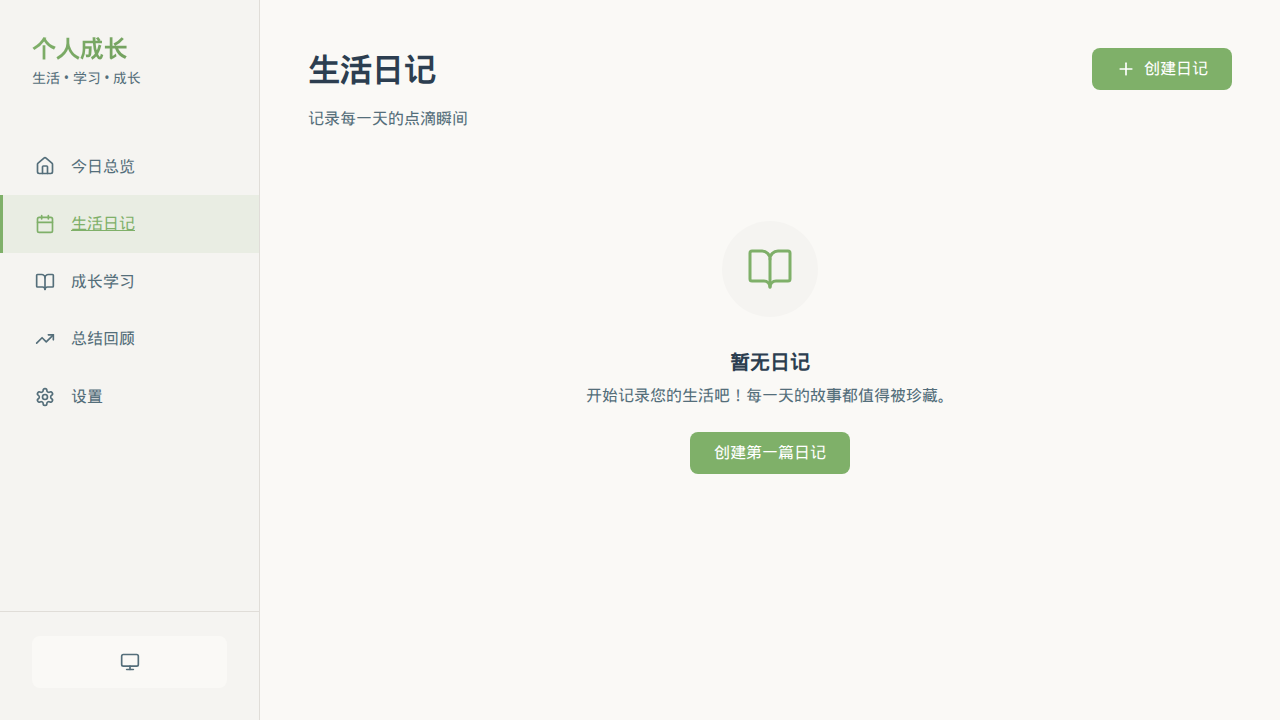 个人成长
生活 • 学习 • 成长
今日总览
生活日记
成长学习
总结回顾
设置
生活日记
记录每一天的点滴瞬间
创建日记
暂无日记
开始记录您的生活吧！每一天的故事都值得被珍藏。
创建第一篇日记